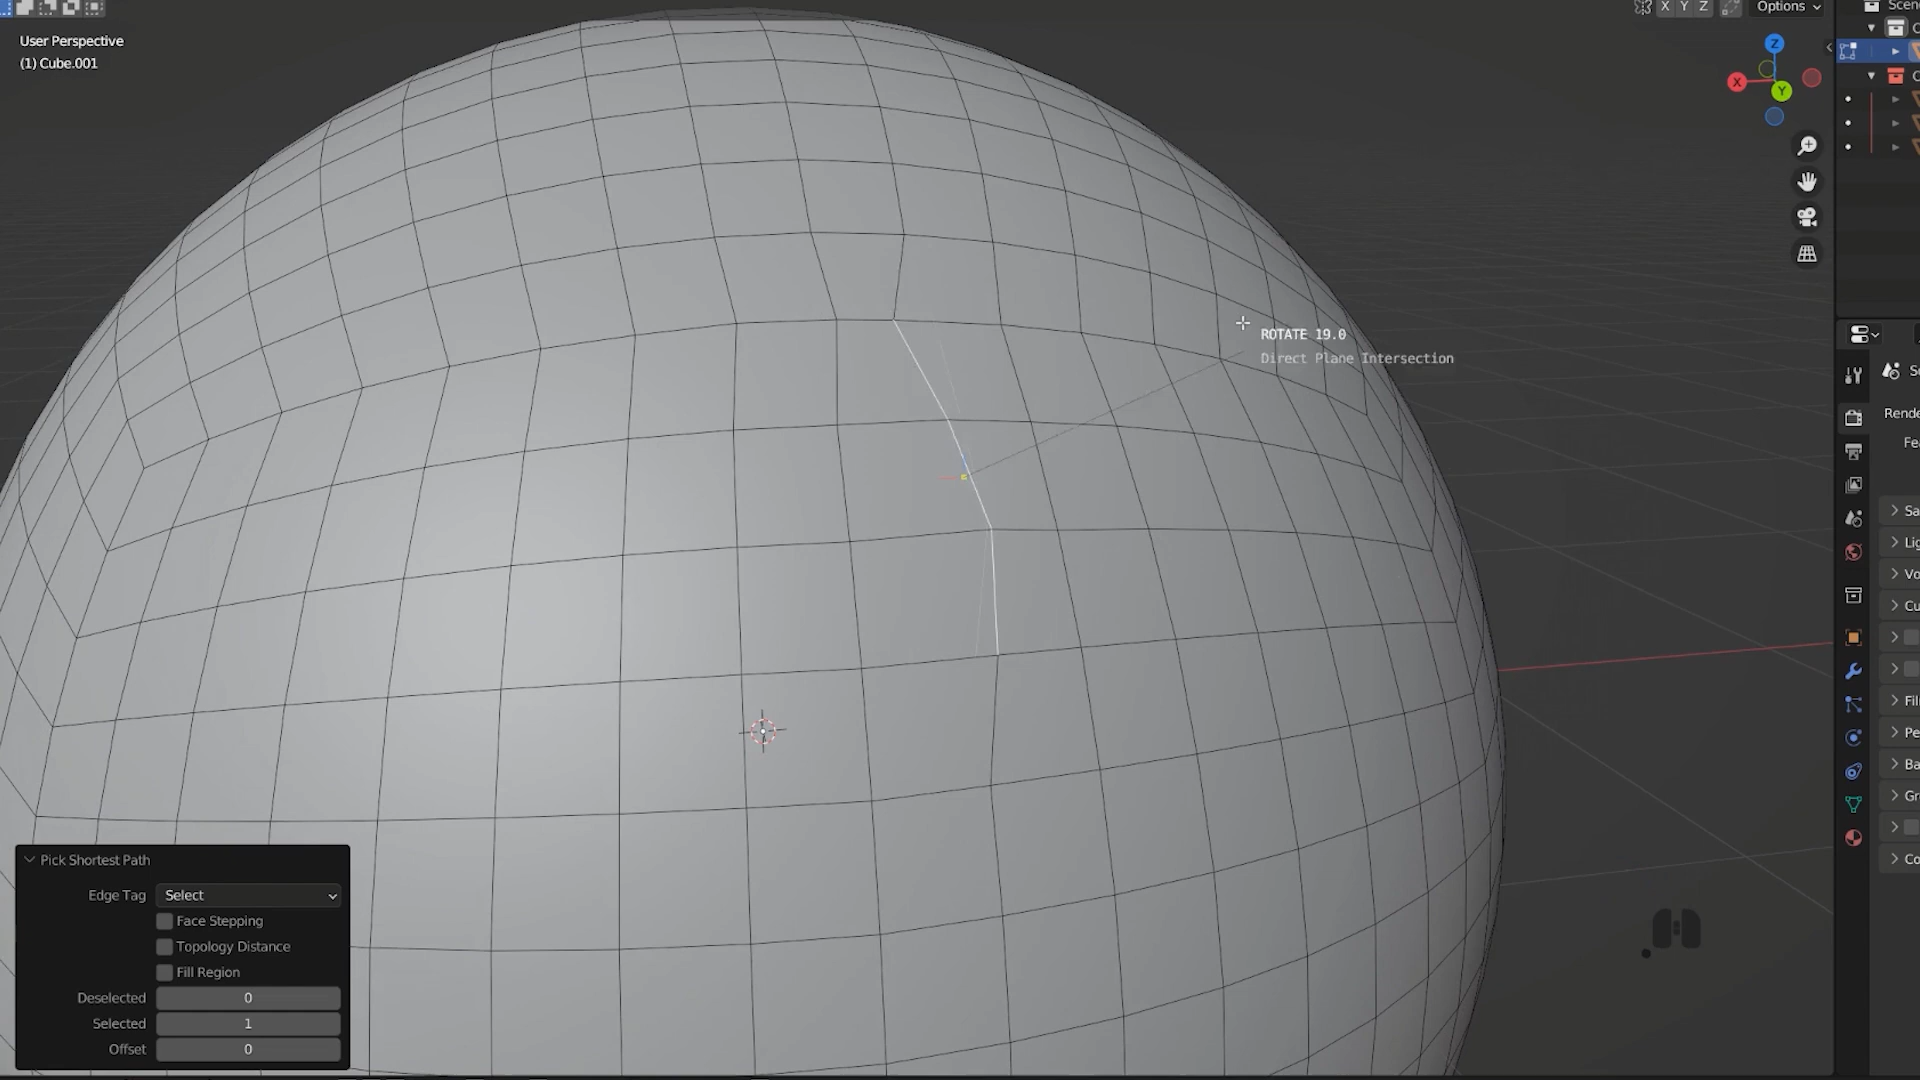 X Y Z
Options
Scene
User Perspective
(1) Cube.001
Z
X
Y
ROTATE 19.0
Direct Plane Intersection
Pick Shortest Path
Edge Tag
Select
Face Stepping
Topology Distance
Fill Region
Deselected
0
Selected
1
Offset
0